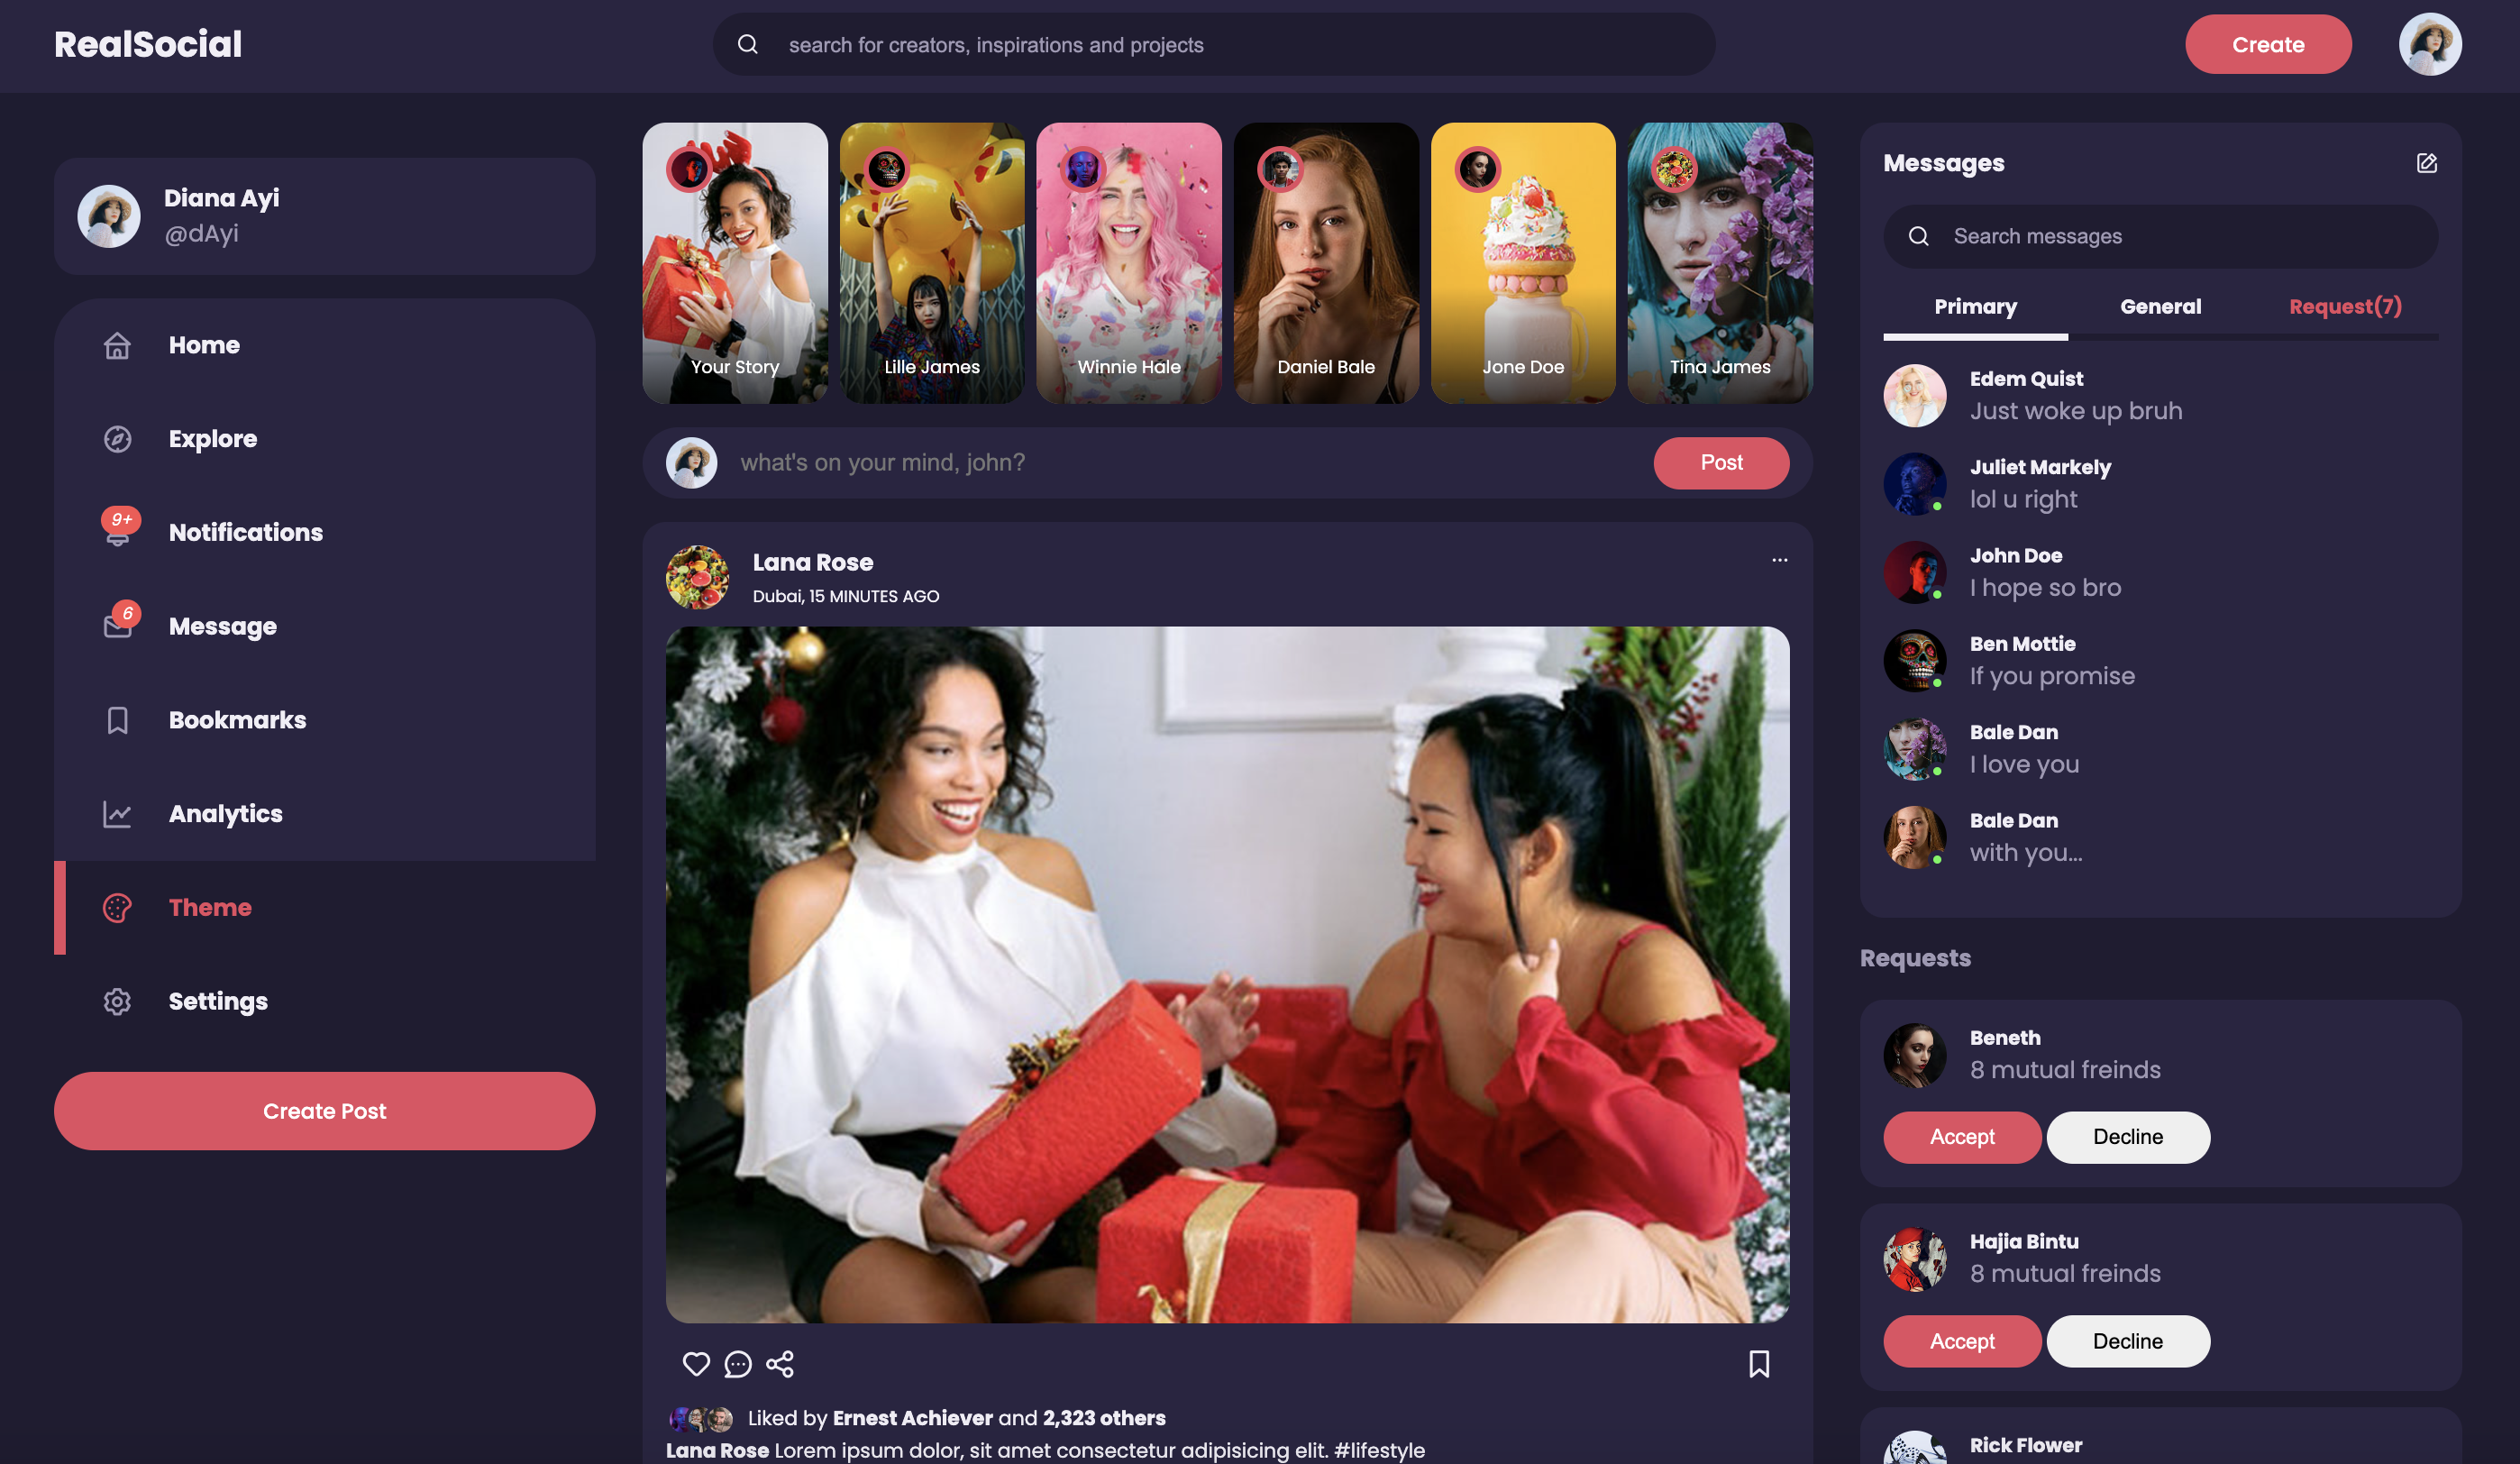 RealSocial
search for creators, inspirations and projects
Create
Diana Ayi
@dAyi
Home
Explore
9+
Notifications
6
Message
Bookmarks
Analytics
Theme
Settings
Create Post
Your Story
Lille James
Winnie Hale
Daniel Bale
Jone Doe
Tina James
what's on your mind, john?
Post
Lana Rose
Dubai, 15 MINUTES AGO
Liked by Ernest Achiever and 2,323 others
Lana Rose Lorem ipsum dolor, sit amet consectetur adipisicing elit. #lifestyle
Messages
Search messages
Primary General Request(7)
Edem Quist
Just woke up bruh
Juliet Markely
lol u right
John Doe
I hope so bro
Ben Mottie
If you promise
Bale Dan
I love you
Bale Dan
with you...
Requests
Beneth
8 mutual freinds
Accept Decline
Hajia Bintu
8 mutual freinds
Accept Decline
Rick Flower